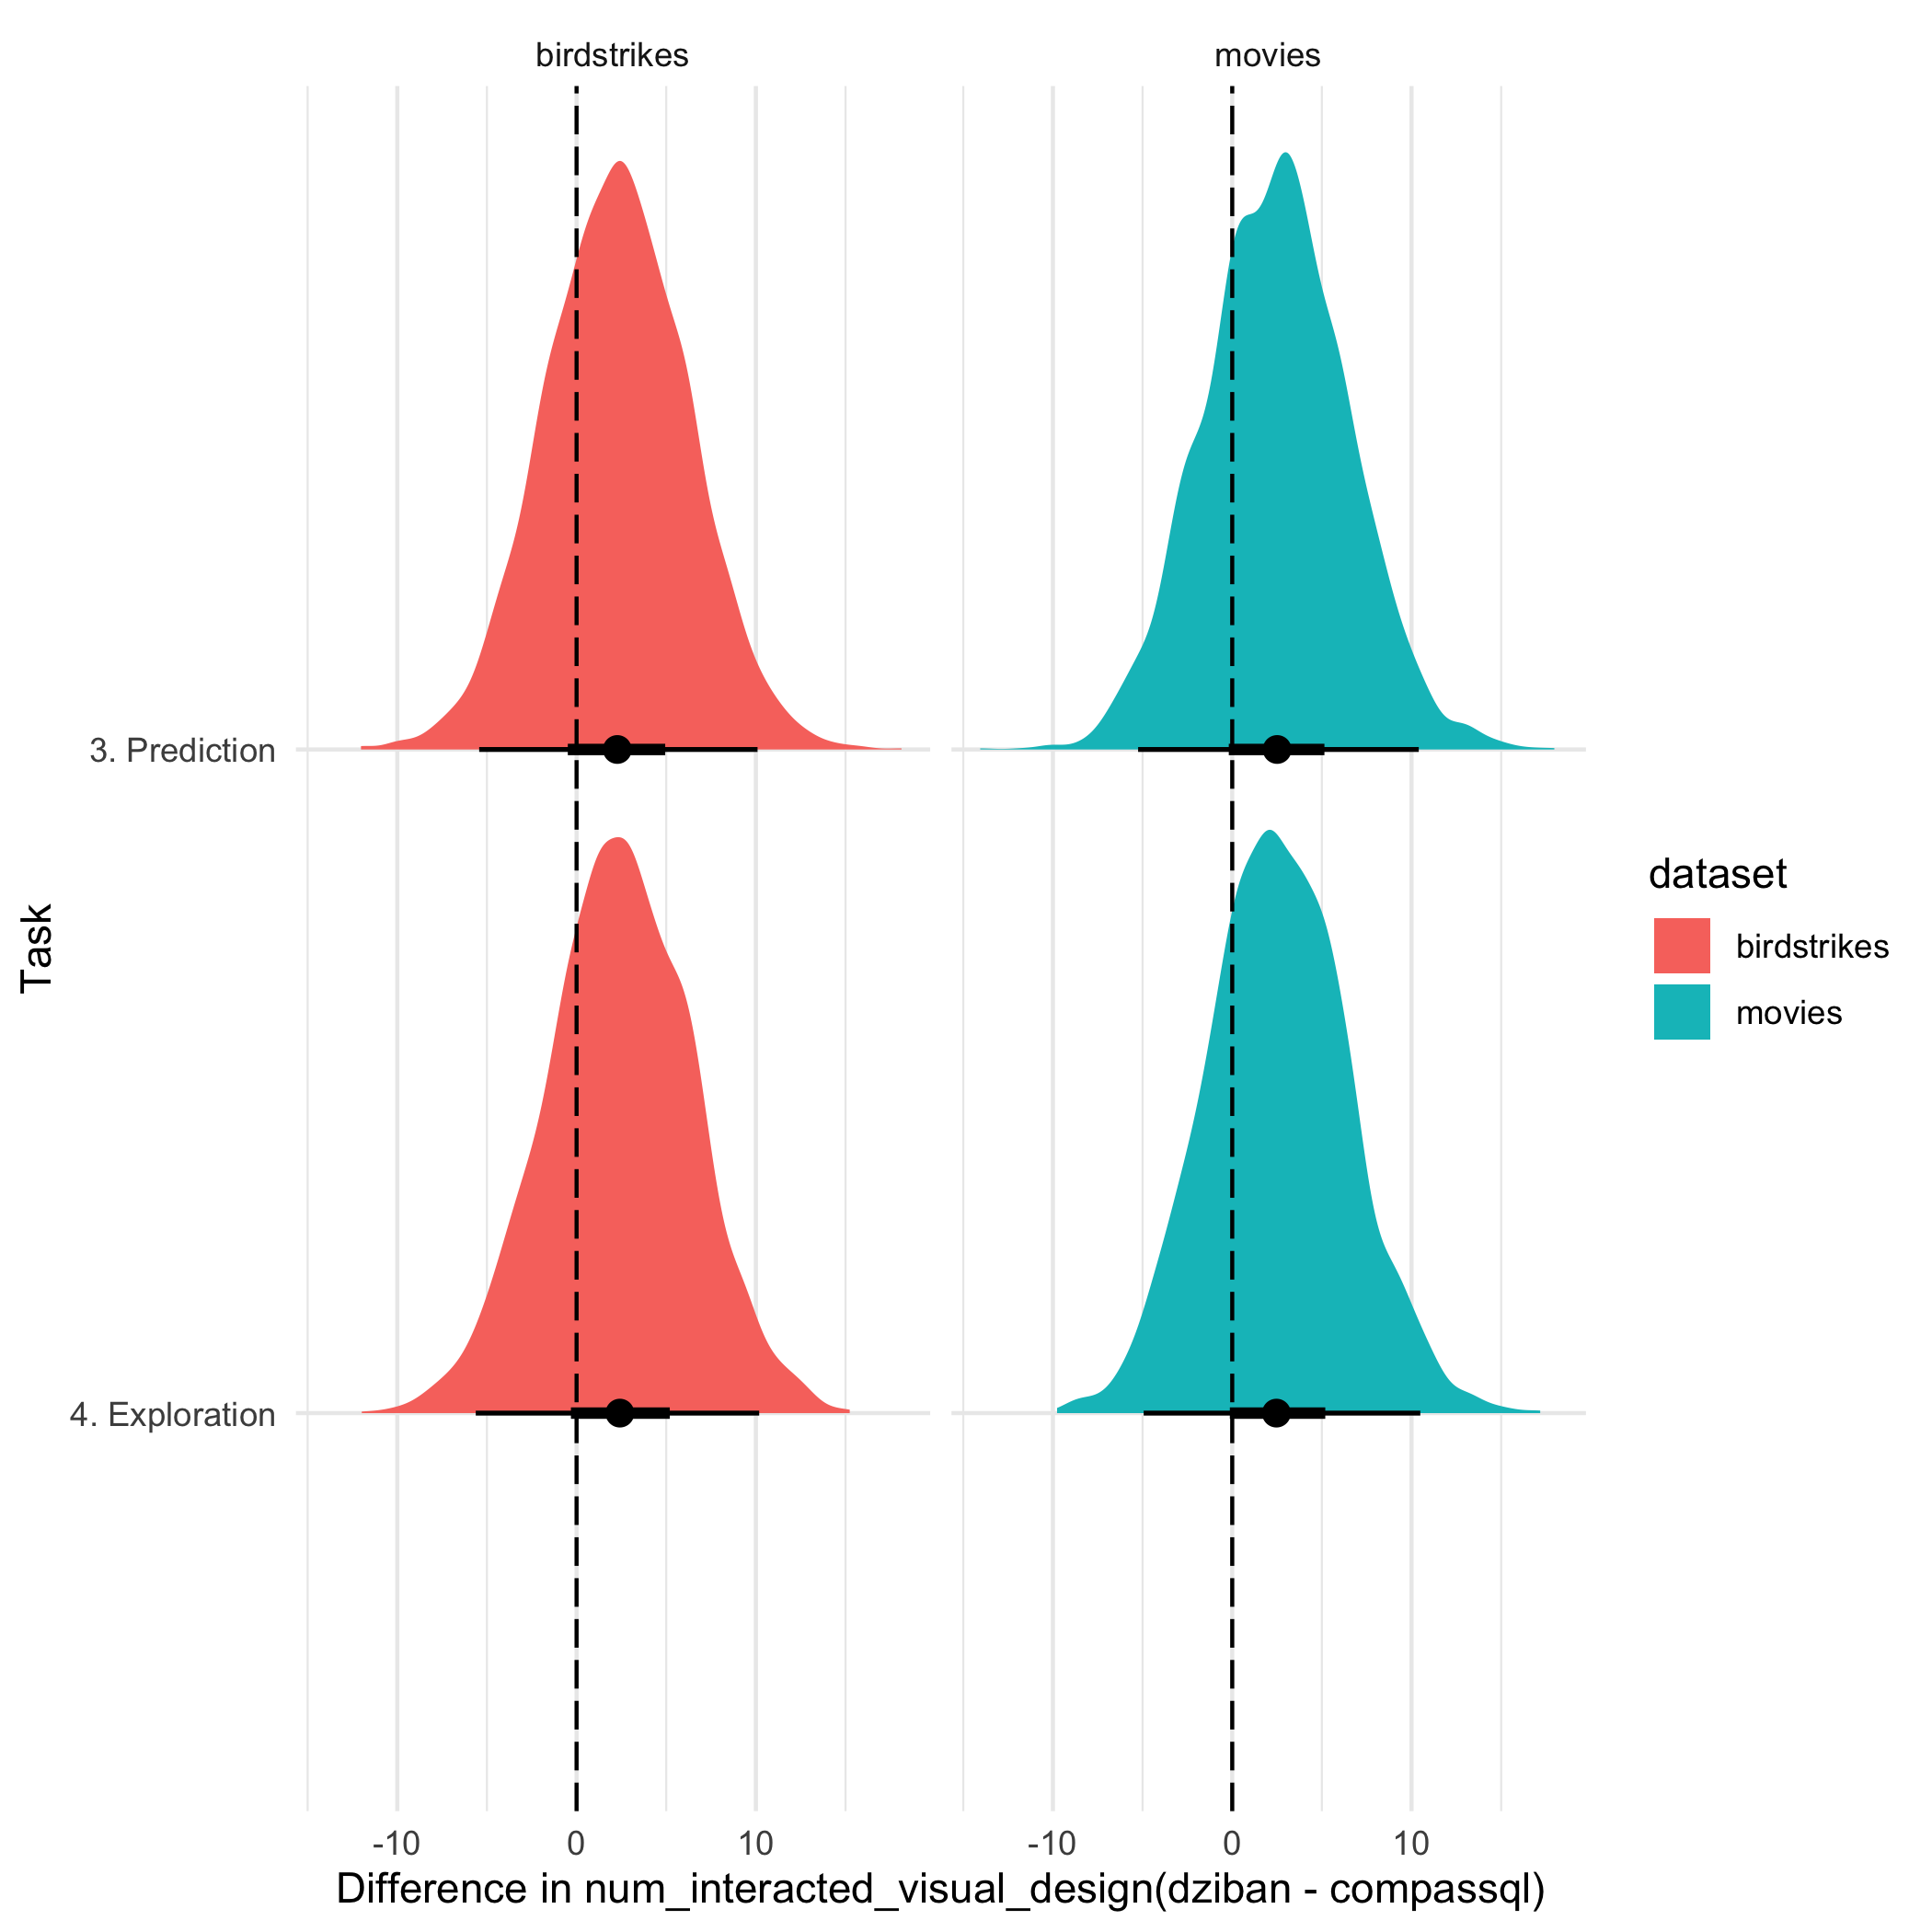 birdstrikes
movies
3. Prediction
4. Exploration
Task
-10 0 10
-10 0 10
Difference in num_interacted_visual_design(dziban - compassql)
dataset
birdstrikes
movies